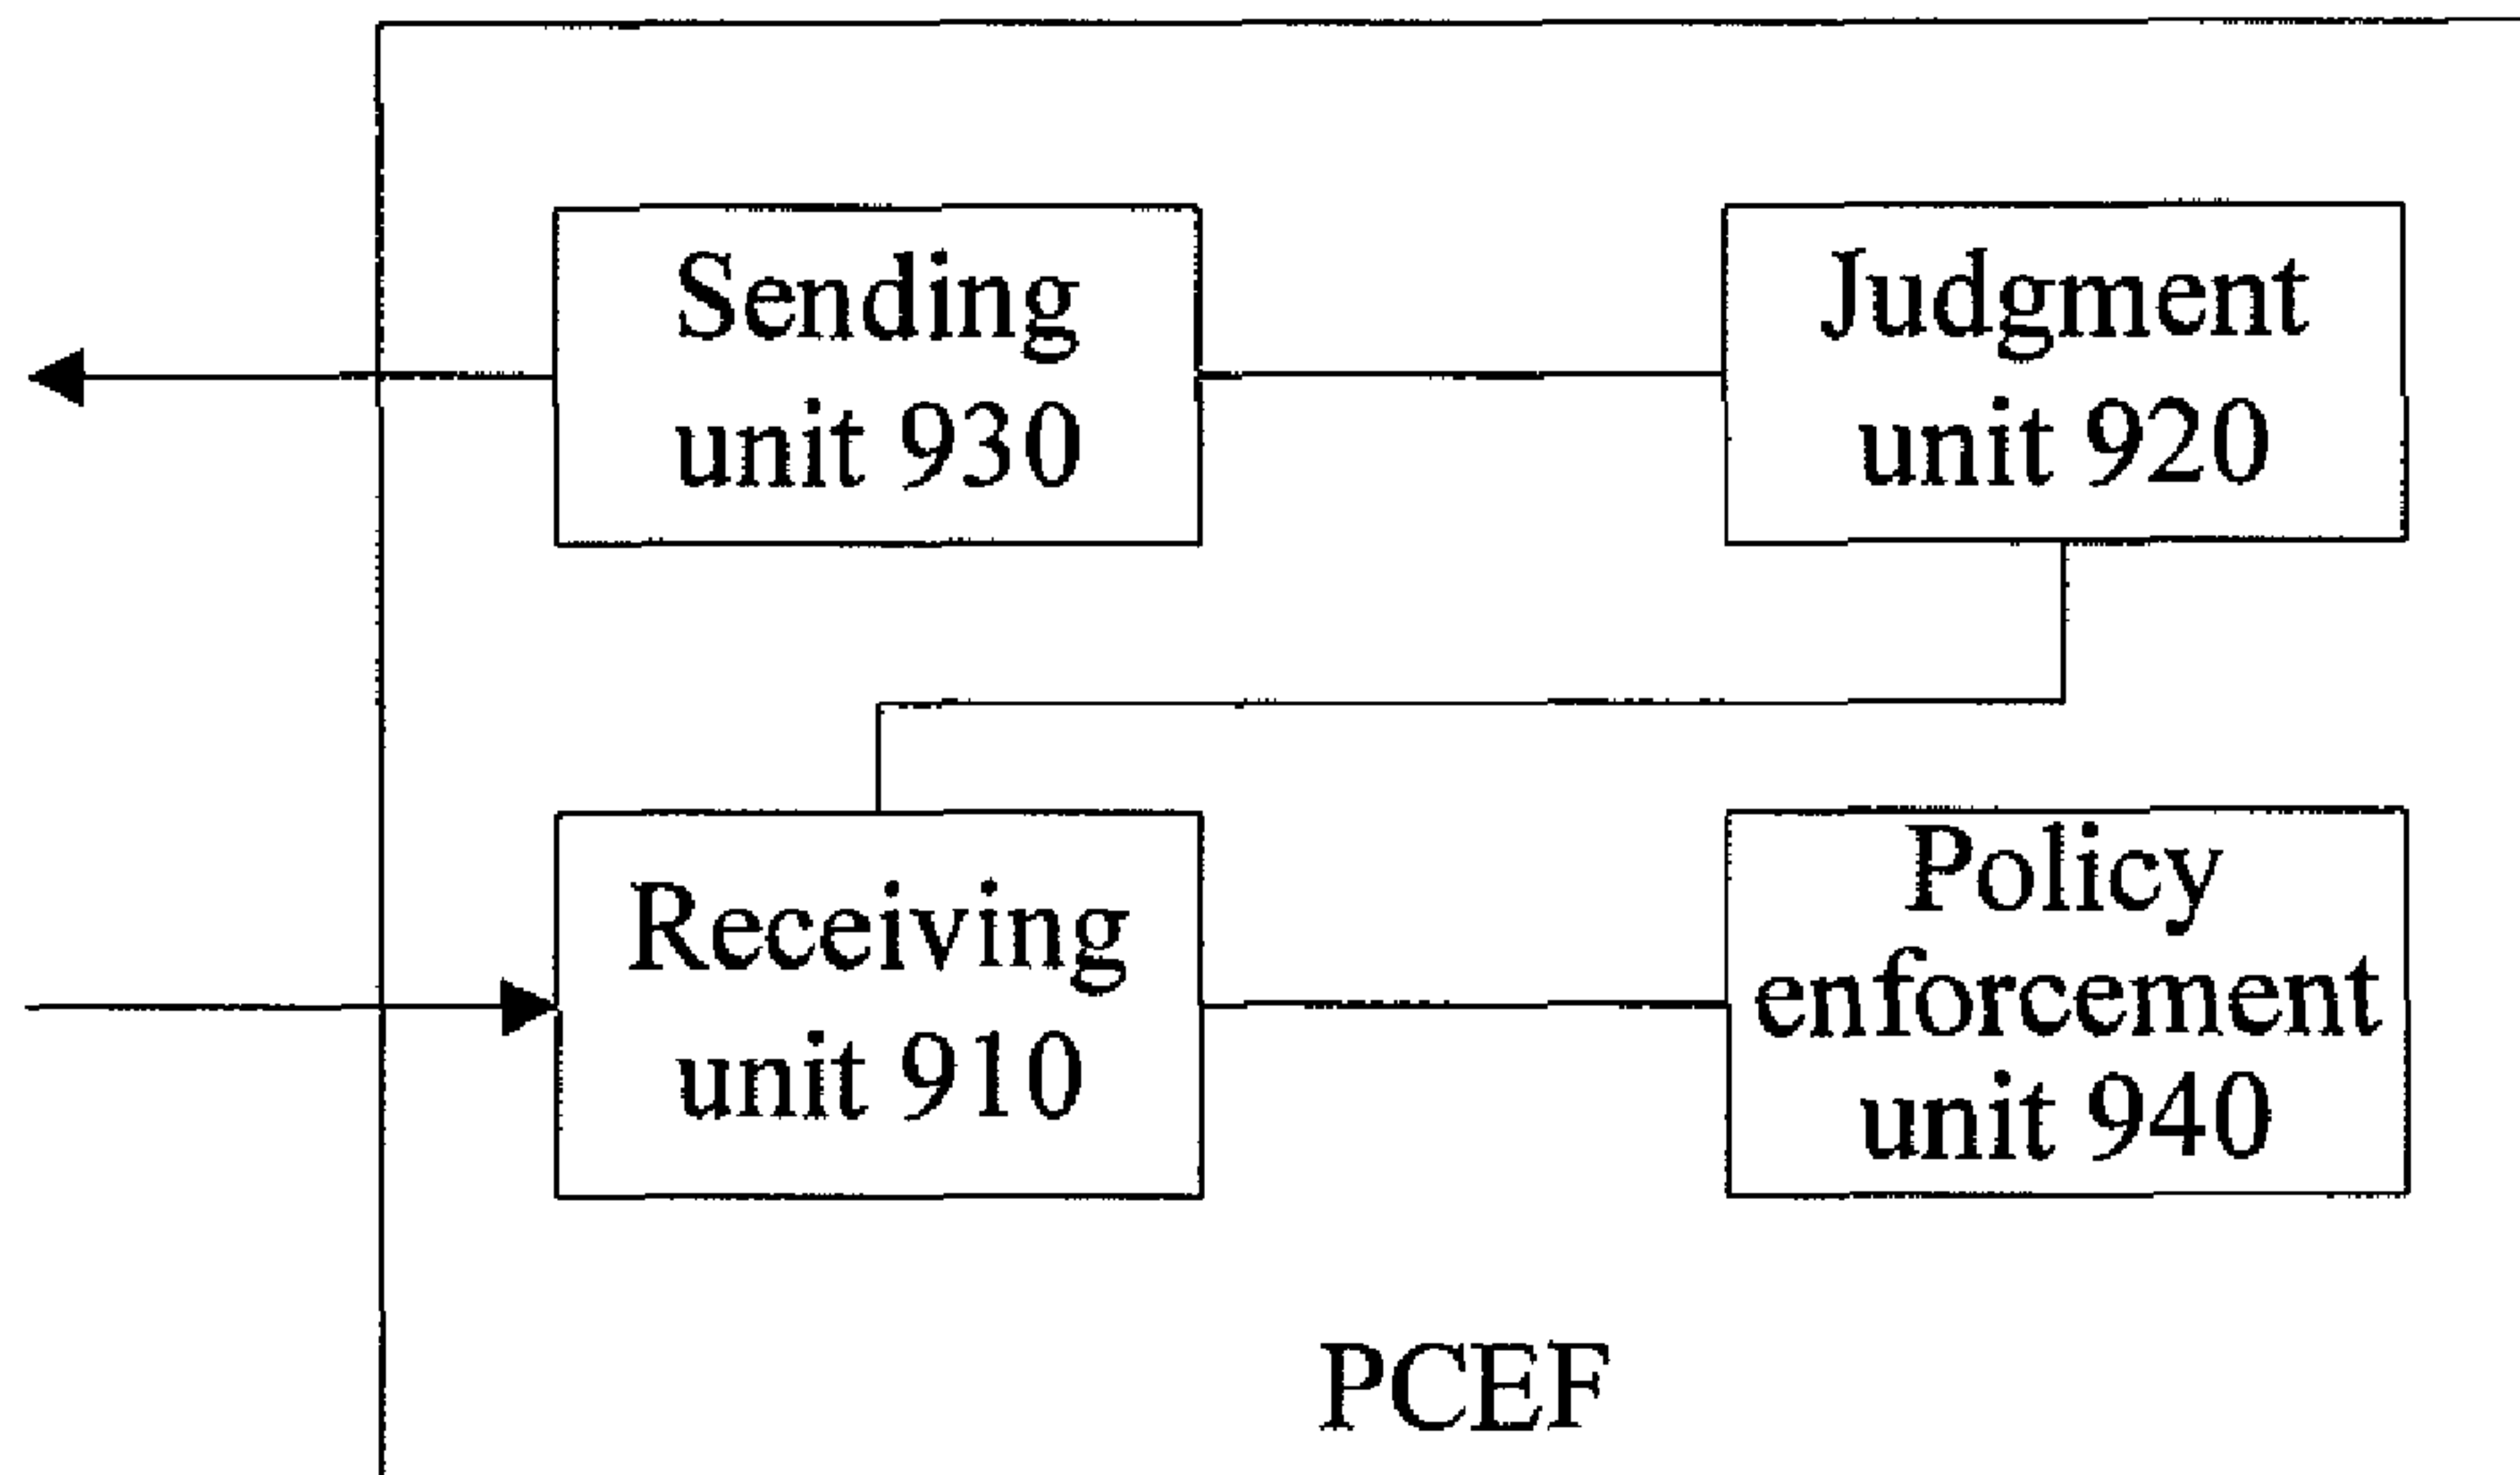 Sending
unit 930
Judgment
unit 920
Receiving
unit 910
Policy
enforcement
unit 940
PCEF